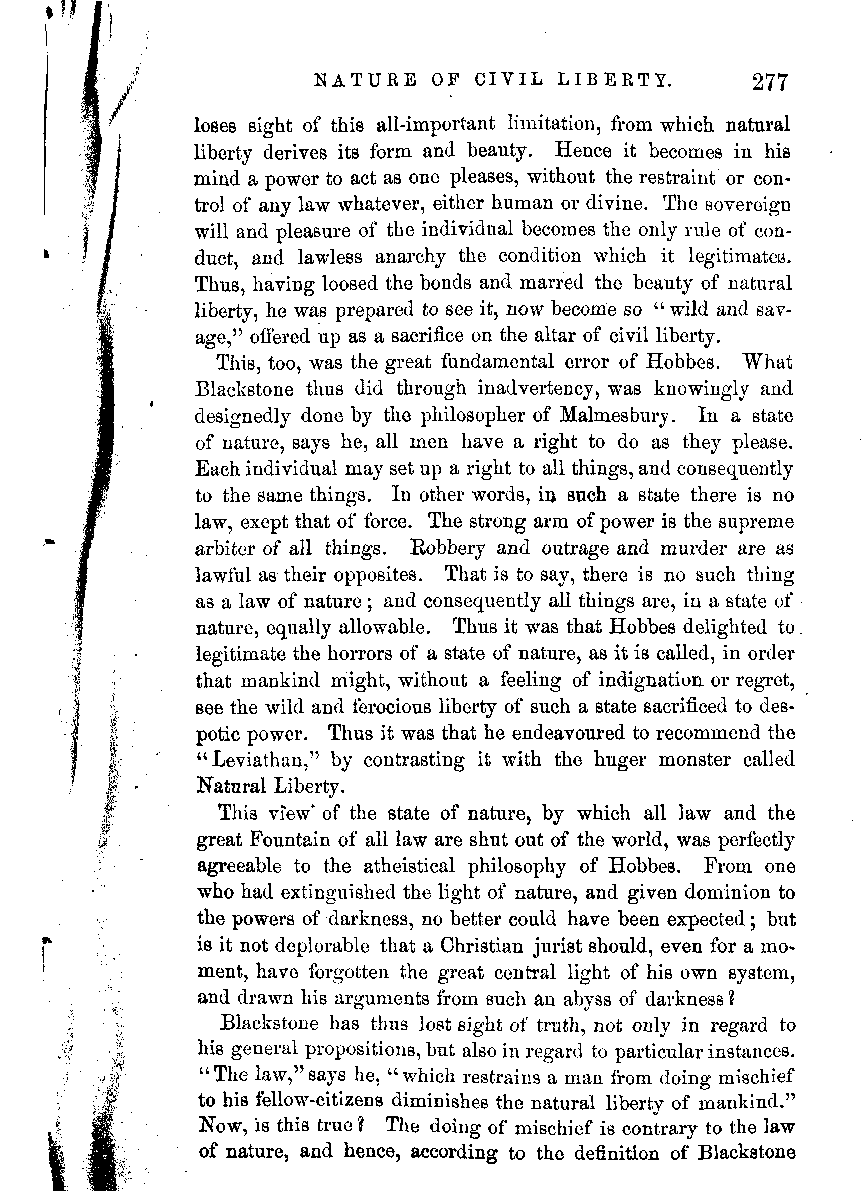 NATURE OF CIVIL LIBERTY. 277
loses sight of this all-important limitation, from which natural
liberty derives its form and beauty. Hence it becomes in his
mind a power to act as one pleases, without the restraint or con-
trol of any law whatever, either human or divine. The sovereign
will and pleasure of the individual becomes the only rule of con-
duct, and lawless anarchy the condition which it legitimates.
Thus, having loosed the bonds and marred the beauty of natural
liberty, he was prepared to see it, now become so “wild and sav-
age,” offered up as a sacrifice on the altar of civil liberty.
This, too, was the great fundamental error of Hobbes. What
Blackstone thus did through inadvertency, was knowingly and
designedly done by the philosopher of Malmesbury. In a state
of nature, says he, all men have a right to do as they please.
Each individual may set up a right to all things, and consequently
to the same things. In other words, in such a state there is no
law, exept that of force. The strong arm of power is the supreme
arbiter of all things. Robbery and outrage and murder are as
lawful as their opposites. That is to say, there is no such thing
as a law of nature; and consequently all things are, in a state of
nature, equally allowable. Thus it was that Hobbes delighted to
legitimate the horrors of a state of nature, as it is called, in order
that mankind might, without a feeling of indignation or regret,
see the wild and ferocious liberty of such a state sacrificed to des-
potic power. Thus it was that he endeavoured to recommend the
“Leviathan,” by contrasting it with the huger monster called
Natural Liberty.
This view of the state of nature, by which all law and the
great Fountain of all law are shut out of the world, was perfectly
agreeable to the atheistical philosophy of Hobbes. From one
who had extinguished the light of nature, and given dominion to
the powers of darkness, no better could have been expected; but
is it not deplorable that a Christian jurist should, even for a mo-
ment, have forgotten the great central light of his own system,
and drawn his arguments from such an abyss of darkness?
Blackstone has thus lost sight of truth, not only in regard to
his general propositions, but also in regard to particular instances.
“The law,” says he, “which restrains a man from doing mischief
to his fellow-citizens diminishes the natural liberty of mankind.”
Now, is this true? The doing of mischief is contrary to the law
of nature, and hence, according to the definition of Blackstone